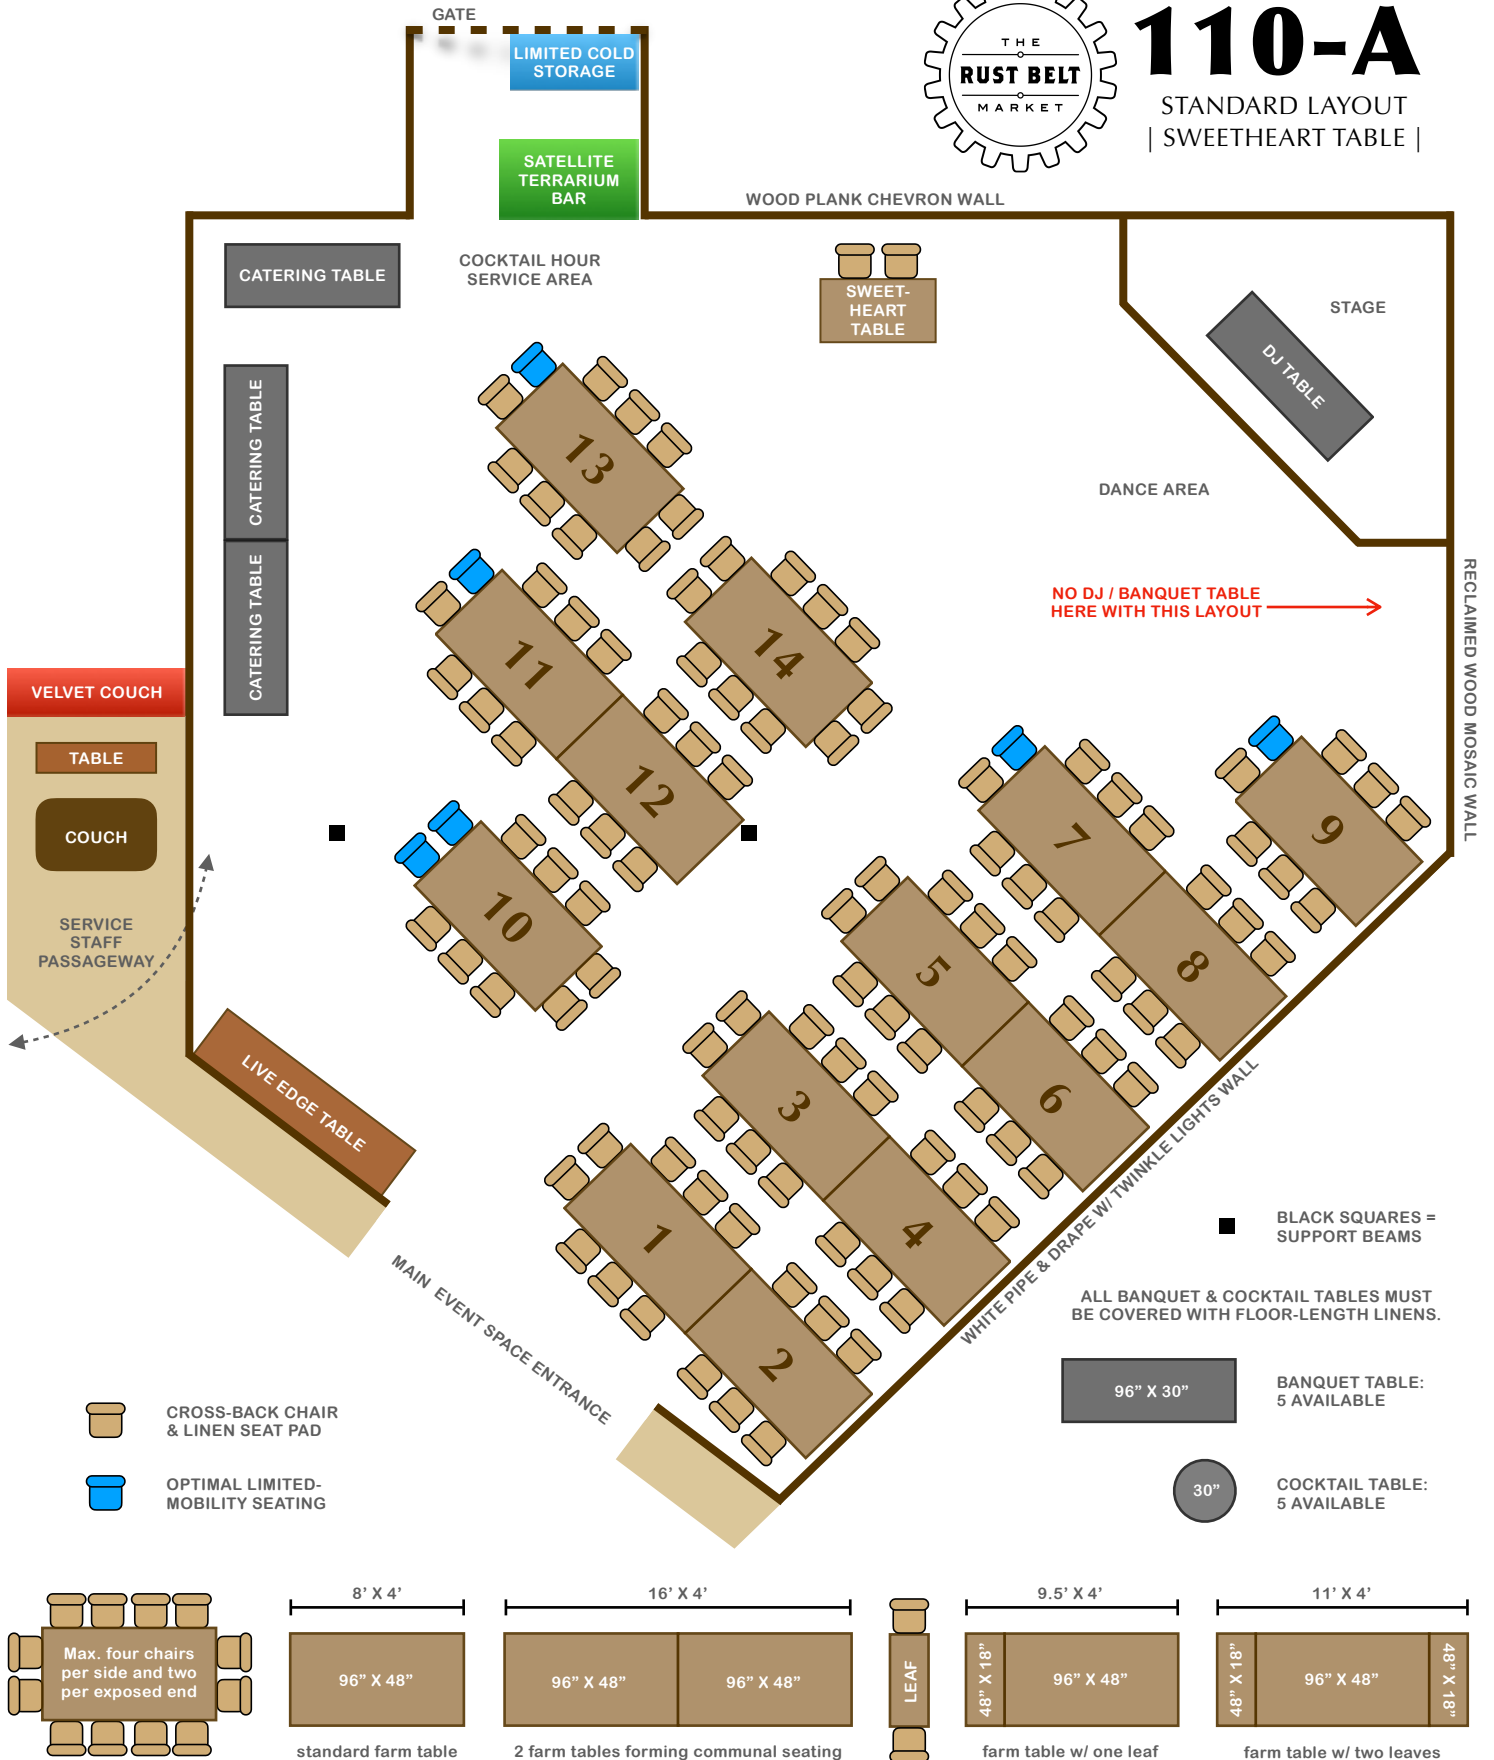 GATE
LIMITED COLD
STORAGE
THE
RUST BELT
MARKET
110-A
STANDARD LAYOUT
| SWEETHEART TABLE |
SATELLITE
TERRARIUM
BAR
WOOD PLANK CHEVRON WALL
CATERING TABLE
COCKTAIL HOUR
SERVICE AREA
SWEET-
HEART
TABLE
STAGE
DJ TABLE
CATERING TABLE
CATERING TABLE
DANCE AREA
NO DJ / BANQUET TABLE
HERE WITH THIS LAYOUT
RECLAIMED WOOD MOSAIC WALL
13
11
14
12
10
7
9
5
8
3
6
1
4
2
VELVET COUCH
TABLE
COUCH
SERVICE
STAFF
PASSAGEWAY
LIVE EDGE TABLE
MAIN EVENT SPACE ENTRANCE
WHITE PIPE & DRAPE W/ TWINKLE LIGHTS WALL
BLACK SQUARES =
SUPPORT BEAMS
ALL BANQUET & COCKTAIL TABLES MUST
BE COVERED WITH FLOOR-LENGTH LINENS.
96” X 30”
BANQUET TABLE:
5 AVAILABLE
30”
COCKTAIL TABLE:
5 AVAILABLE
CROSS-BACK CHAIR
& LINEN SEAT PAD
OPTIMAL LIMITED-
MOBILITY SEATING
Max. four chairs
per side and two
per exposed end
8’ X 4’
96” X 48”
standard farm table
16’ X 4’
96” X 48”
96” X 48”
2 farm tables forming communal seating
LEAF
9.5’ X 4’
48” X 18”
96” X 48”
farm table w/ one leaf
11’ X 4’
48” X 18”
96” X 48”
48” X 18”
farm table w/ two leaves